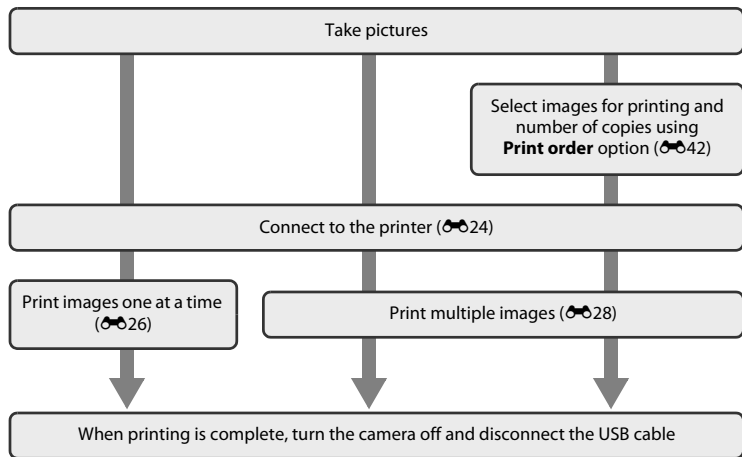 Take pictures
Select images for printing and
number of copies using
Print order option (42)
Connect to the printer (24)
Print images one at a time
(26)
Print multiple images (28)
When printing is complete, turn the camera off and disconnect the USB cable